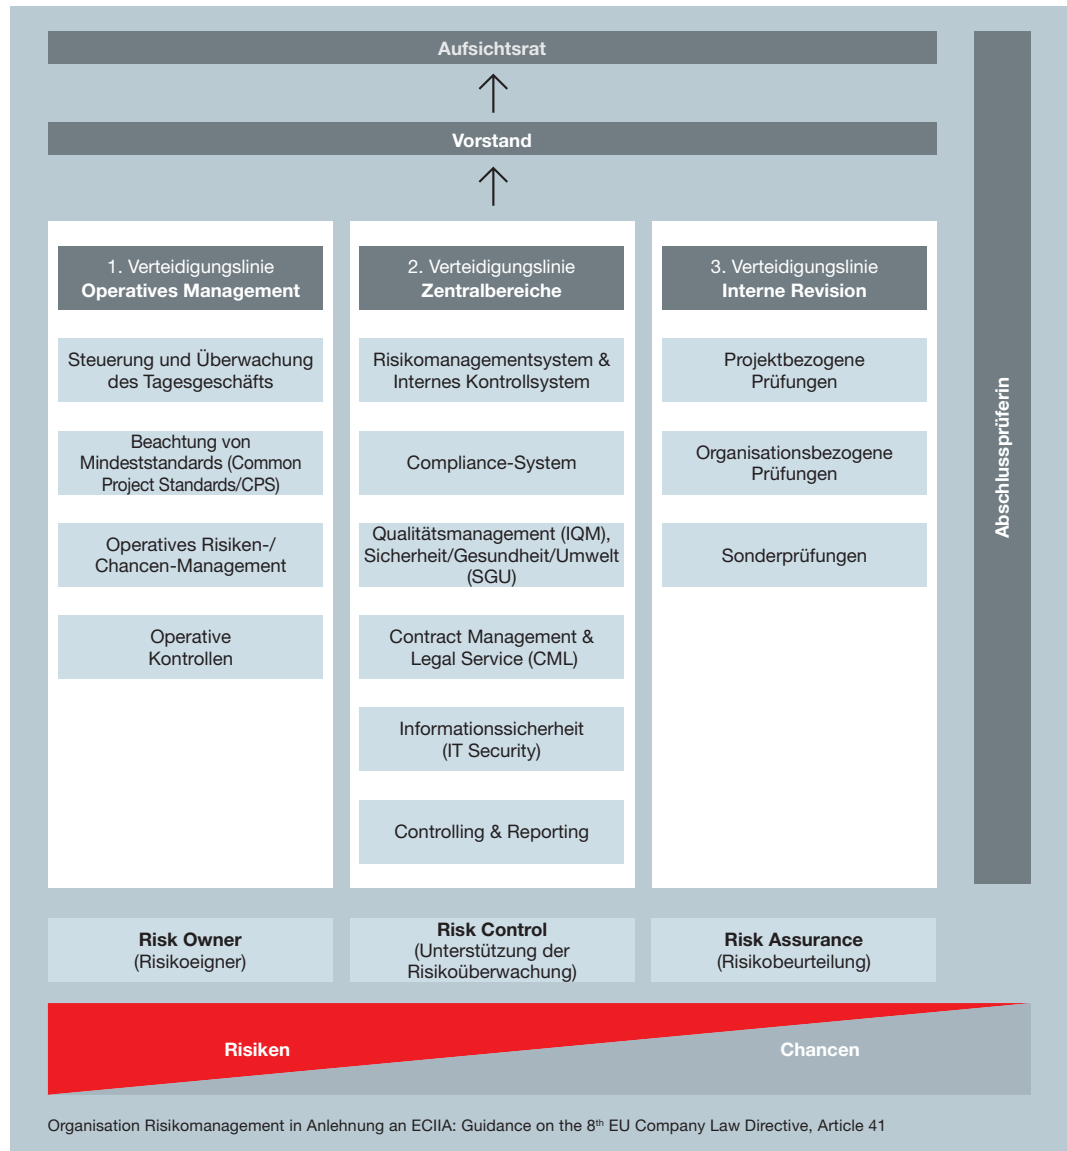 Aufsichtsrat
Vorstand
1. Verteidigungslinie
Operatives Management
Steuerung und Überwachung
des Tagesgeschäfts
Beachtung von
Mindeststandards (Common
Project Standards/CPS)
Operatives Risiken-/
Chancen-Management
Operative
Kontrollen
2. Verteidigungslinie
Zentralbereiche
Risikomanagementsystem &
Internes Kontrollsystem
Compliance-System
Qualitätsmanagement (IQM),
Sicherheit/Gesundheit/Umwelt
(SGU)
Contract Management &
Legal Service (CML)
Informationssicherheit
(IT Security)
Controlling & Reporting
3. Verteidigungslinie
Interne Revision
Projektbezogene
Prüfungen
Organisationsbezogene
Prüfungen
Sonderprüfungen
Abschlussprüferin
Risk Owner
(Risikoeigner)
Risk Control
(Unterstützung der
Risikoüberwachung)
Risk Assurance
(Risikobeurteilung)
Risiken
Chancen
Organisation Risikomanagement in Anlehnung an ECIIA: Guidance on the 8th EU Company Law Directive, Article 41